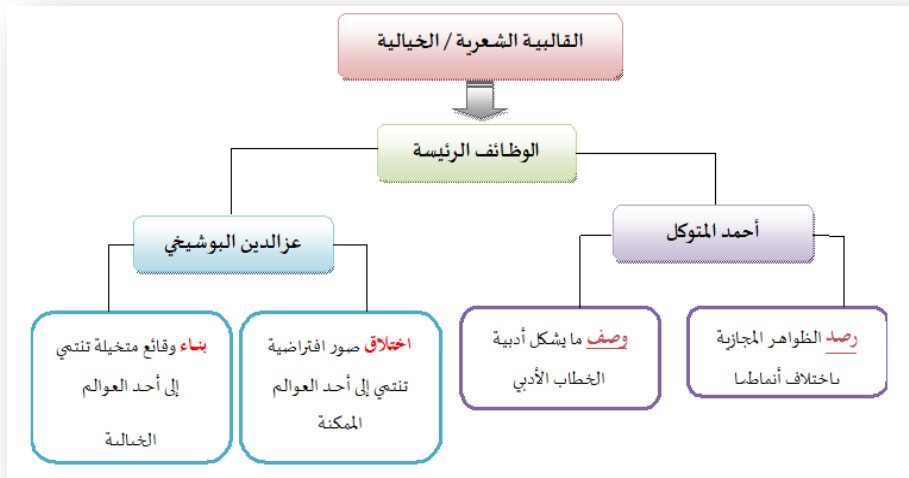 القالبية الشعرية / الخيالية
الوظائف الرئيسة
أحمد المتوكل
عزالدين البوشيخي
رصد الظواهر المجازية
باختلاف أنماطها
وصف ما يشكل أدبية
الخطاب الأدبي
اختلاق صور افتراضية
تنتمي إلى أحد العوالم
الممكنة
بناء وقائع متخيلة تنتمي
إلى أحد العوالم
الخيالية